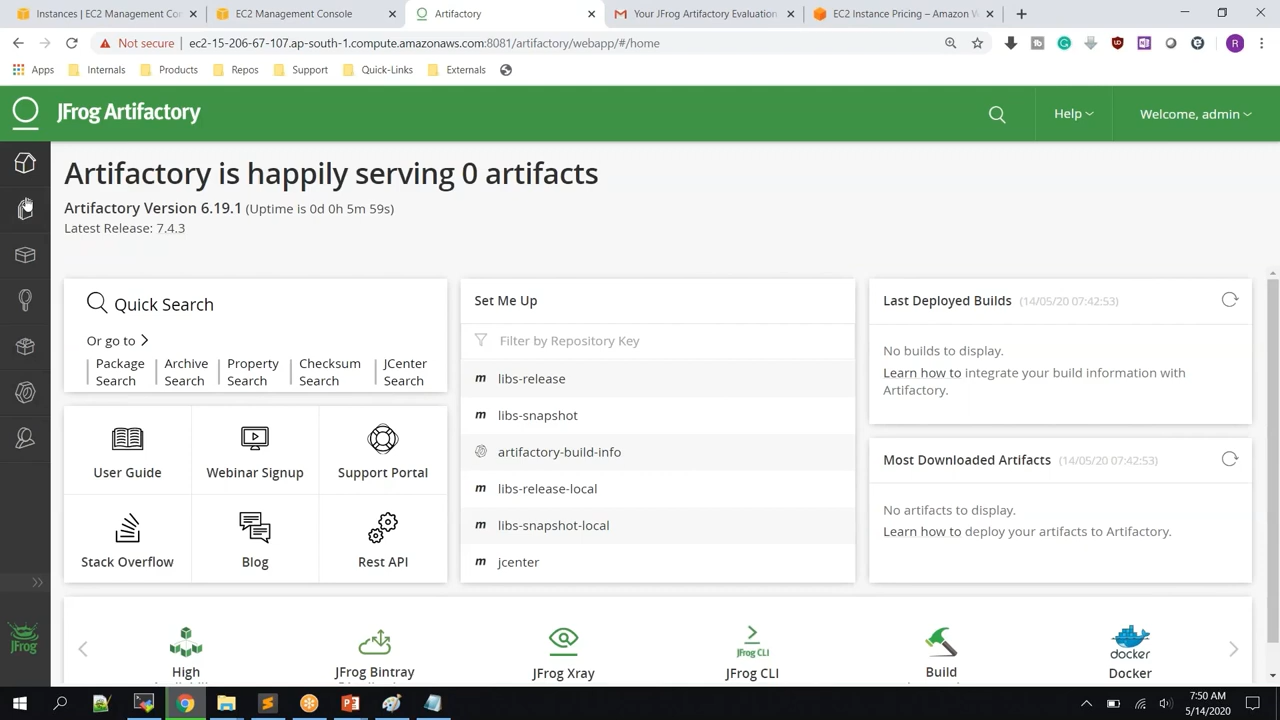 Instances | EC2 Management Con
EC2 Management Console
Artifactory
Your JFrog Artifactory Evaluation
EC2 Instance Pricing – Amazon W
Not secure | ec2-15-206-67-107.ap-south-1.compute.amazonaws.com:8081/artifactory/webapp/#/home
R
Apps
Internals
Products
Repos
Support
Quick-Links
Externals
JFrog Artifactory
Help
Welcome, admin
Artifactory is happily serving 0 artifacts
Artifactory Version 6.19.1 (Uptime is 0d 0h 5m 59s)
Latest Release: 7.4.3
Quick Search
Or go to
Package Search
Archive Search
Property Search
Checksum Search
JCenter Search
User Guide
Webinar Signup
Support Portal
Stack Overflow
Blog
Rest API
Set Me Up
Filter by Repository Key
m libs-release
m libs-snapshot
artifactory-build-info
m libs-release-local
m libs-snapshot-local
m jcenter
Last Deployed Builds (14/05/20 07:42:53)
No builds to display.
Learn how to integrate your build information with
Artifactory.
Most Downloaded Artifacts (14/05/20 07:42:53)
No artifacts to display.
Learn how to deploy your artifacts to Artifactory.
JFrog
High
JFrog Bintray
JFrog Xray
JFrog CLI
JFrog CLI
Build
docker
Docker
7:50 AM
5/14/2020